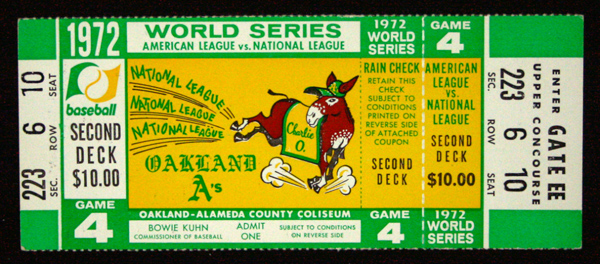 10
SEAT
6
ROW
223
SEC.
1972
baseball
SECOND
DECK
$10.00
GAME
4
WORLD SERIES
AMERICAN LEAGUE vs. NATIONAL LEAGUE
NATIONAL LEAGUE
NATIONAL LEAGUE
NATIONAL LEAGUE
OAKLAND
A's
Charlie
O.
OAKLAND-ALAMEDA COUNTY COLISEUM
BOWIE KUHN
COMMISSIONER OF BASEBALL
ADMIT
ONE
SUBJECT TO CONDITIONS
ON REVERSE SIDE
1972
WORLD
SERIES
RAIN CHECK
RETAIN THIS
CHECK
SUBJECT TO
CONDITIONS
PRINTED ON
REVERSE SIDE
OF ATTACHED
COUPON
SECOND
DECK
GAME
4
GAME
4
AMERICAN
LEAGUE
VS.
NATIONAL
LEAGUE
SECOND
DECK
$10.00
1972
WORLD
SERIES
SEC.
223
ROW
6
SEAT
10
ENTER GATE EE
UPPER CONCOURSE